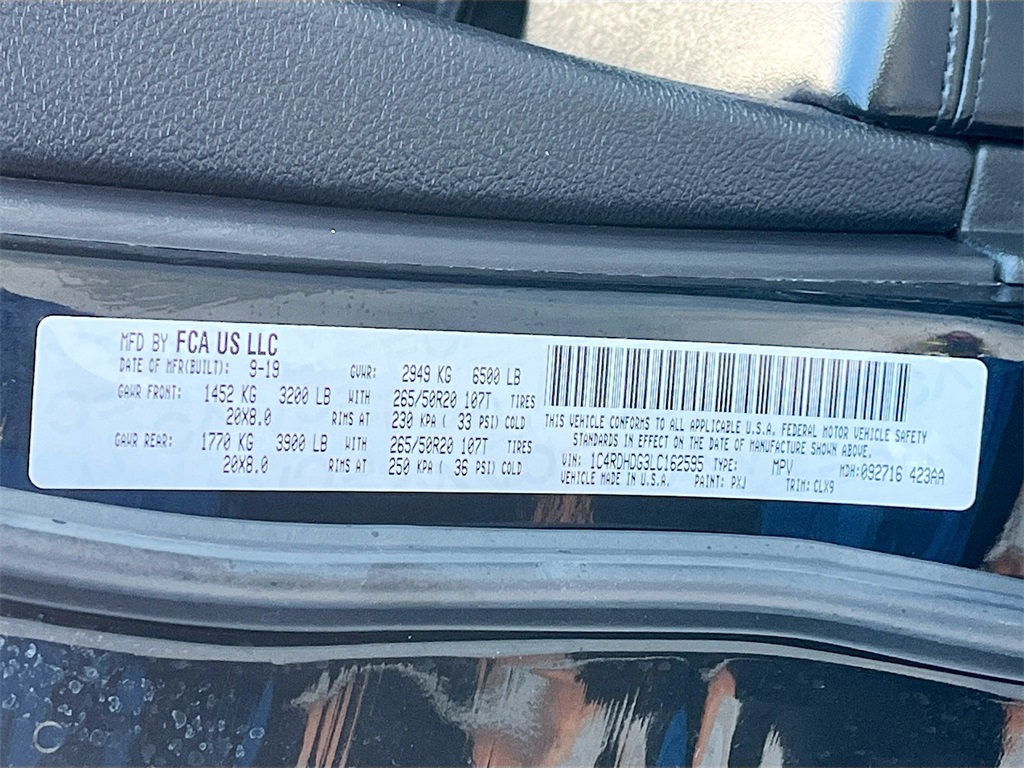 MFD BY FCA US LLC
DATE OF MFR(BUILT): 9-19 GVWR: 2949 KG 6500 LB
GAWR FRONT: 1452 KG 3200 LB WITH 265/50R20 107T TIRES
20X8.0 RIMS AT 230 KPA ( 33 PSI) COLD
GAWR REAR: 1770 KG 3900 LB WITH 265/50R20 107T TIRES
20X8.0 RIMS AT 250 KPA ( 36 PSI) COLD
THIS VEHICLE CONFORMS TO ALL APPLICABLE U.S.A. FEDERAL MOTOR VEHICLE SAFETY
STANDARDS IN EFFECT ON THE DATE OF MANUFACTURE SHOWN ABOVE.
VIN: 1C4RDHDG3LC162595 TYPE: MPV MDH:092716 423AA
VEHICLE MADE IN U.S.A. PAINT: PXJ TRIM: CLX9